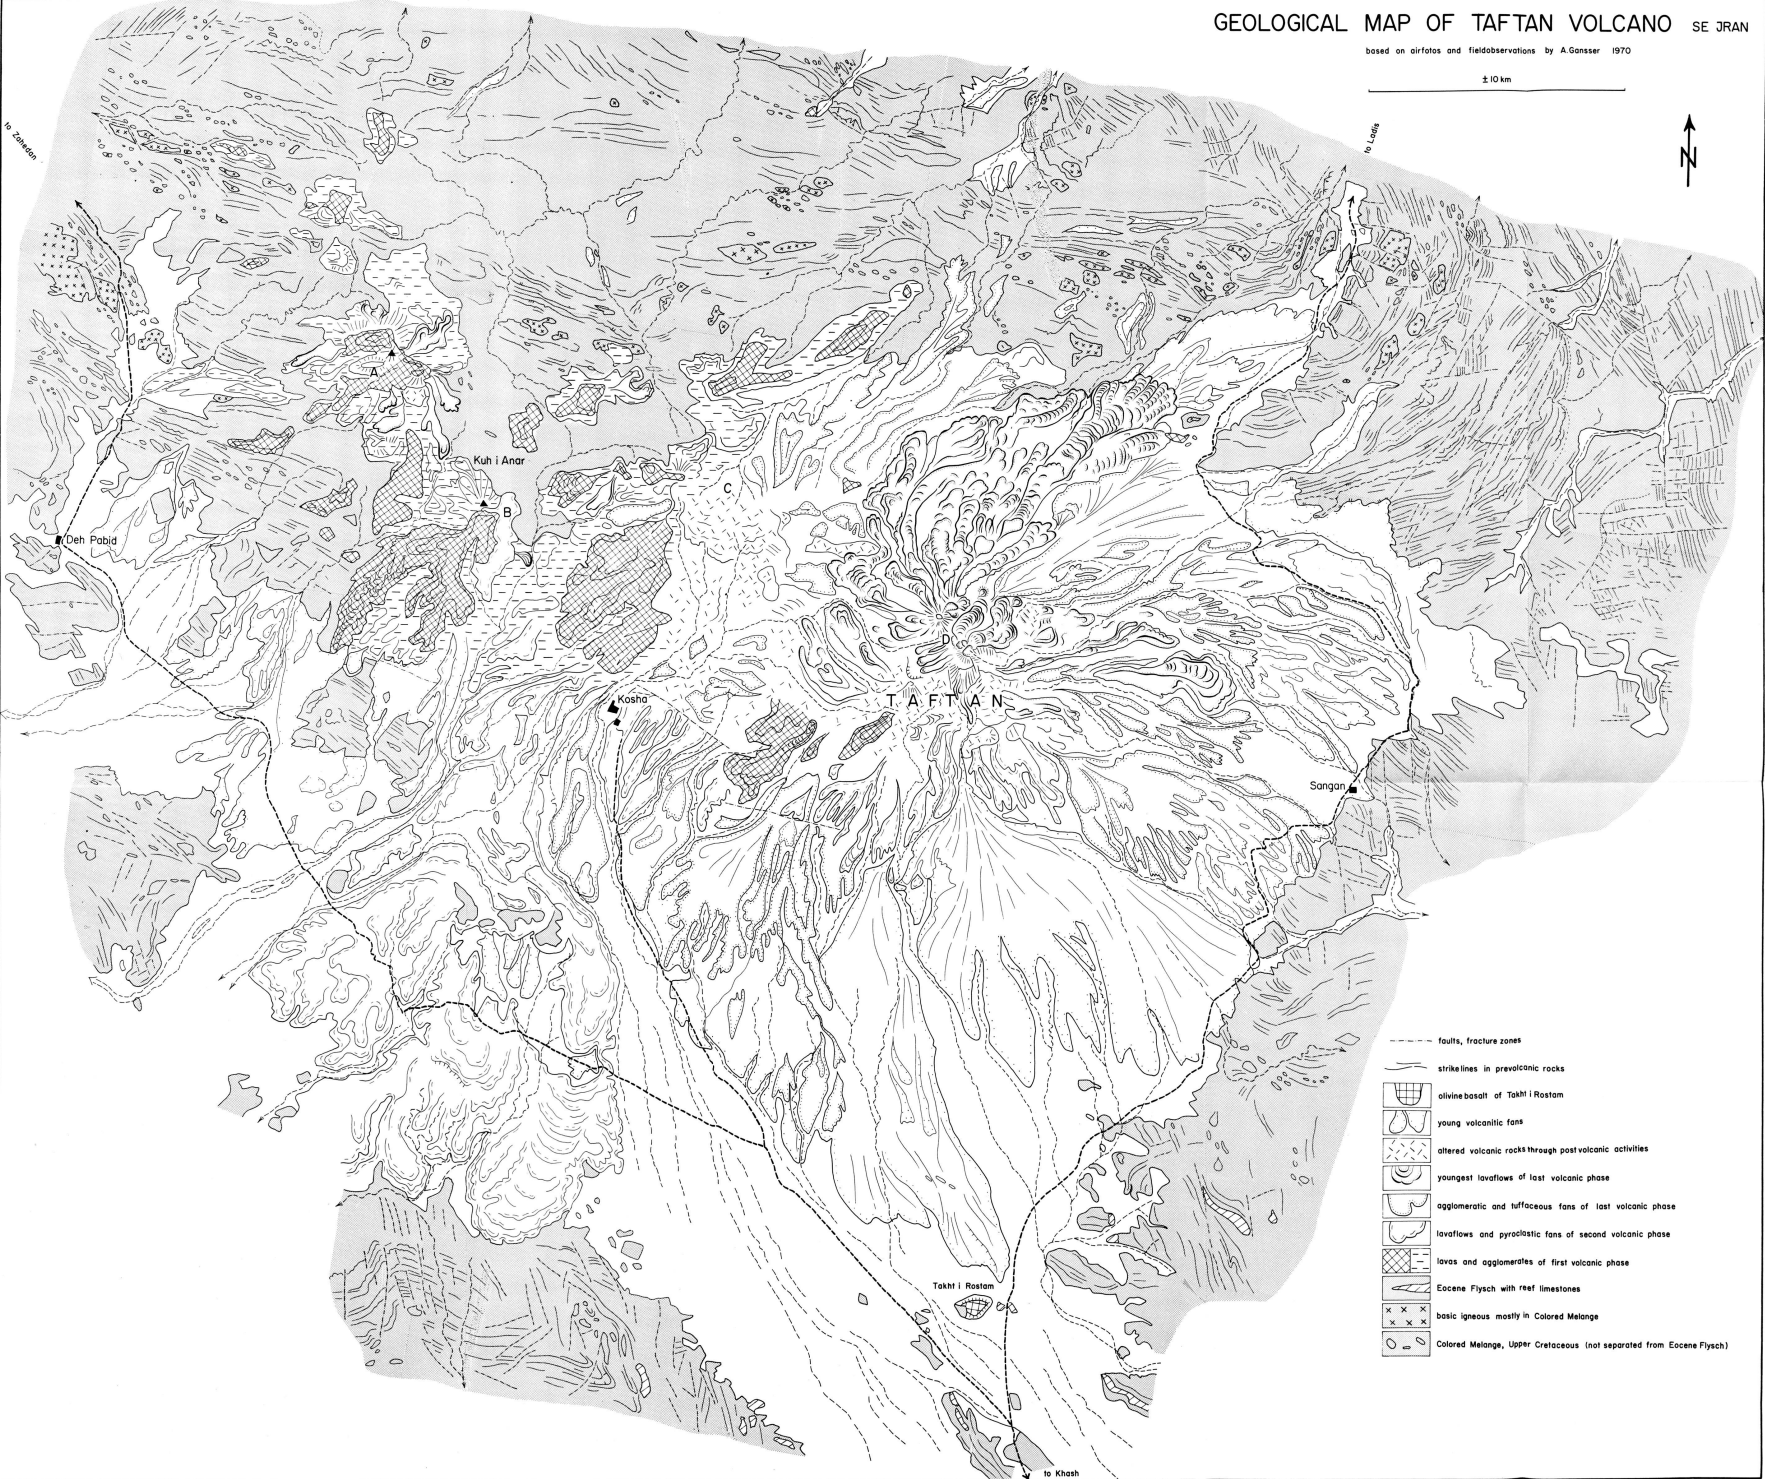 GEOLOGICAL MAP OF TAFTAN VOLCANO SE JRAN
based on airfotos and fieldobservations by A.Gansser 1970
± 10 km
N
to Zahedan
to Ladis
A
Kuh i Anar
B
C
Deh Pabid
D
TAFTAN
Kosha
Sangan
Takht i Rostam
to Khash
faults, fracture zones
strikelines in prevolcanic rocks
olivinebasalt of Takht i Rostam
young volcanitic fans
altered volcanic rocks through postvolcanic activities
youngest lavaflows of last volcanic phase
agglomeratic and tuffaceous fans of last volcanic phase
lavaflows and pyroclastic fans of second volcanic phase
lavas and agglomerates of first volcanic phase
Eocene Flysch with reef limestones
basic igneous mostly in Colored Melange
Colored Melange, Upper Cretaceous (not separated from Eocene Flysch)